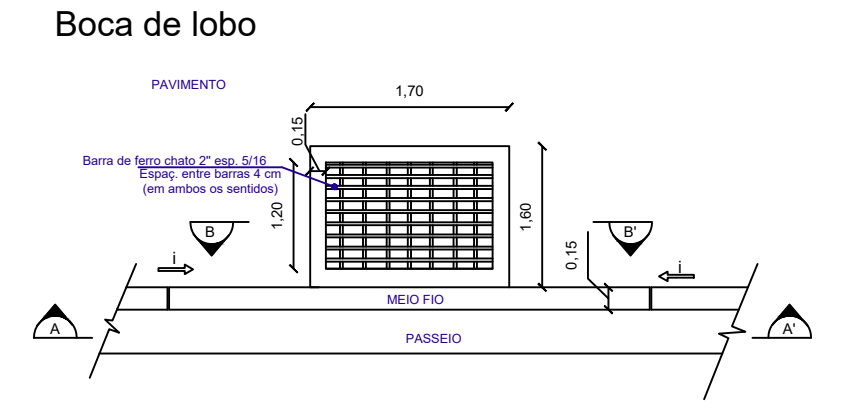 Boca de lobo
PAVIMENTO
1,70
0,15
Barra de ferro chato 2" esp. 5/16
Espaç. entre barras 4 cm
(em ambos os sentidos)
1,20
1,60
B
B'
0,15
i
i
MEIO FIO
A
PASSEIO
A'